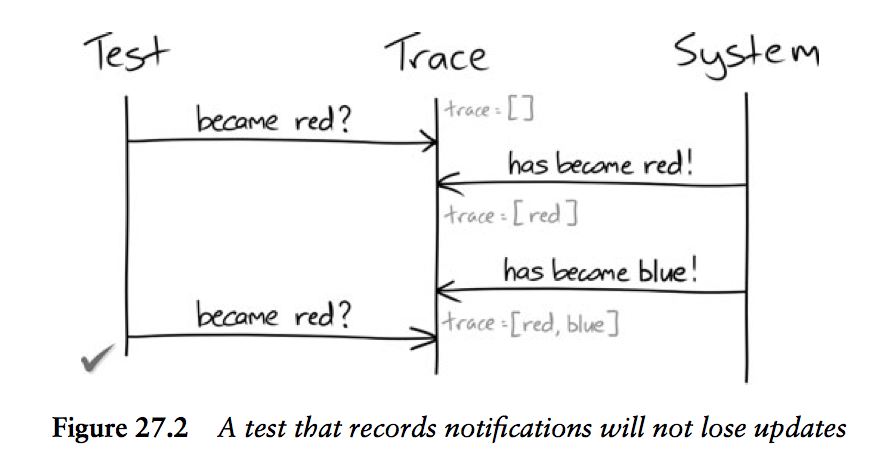 Test Trace System
trace=[]
became red?
has become red!
trace=[red]
has become blue!
became red?
trace=[red, blue]
Figure 27.2 A test that records notifications will not lose updates